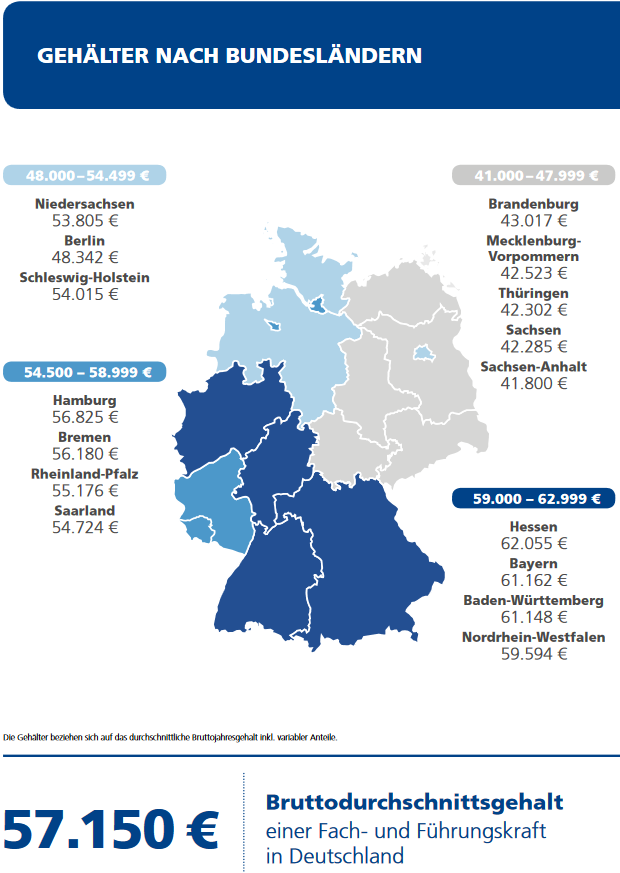 GEHÄLTER NACH BUNDESLÄNDERN
48.000 – 54.499 €
Niedersachsen
53.805 €
Berlin
48.342 €
Schleswig-Holstein
54.015 €
54.500 – 58.999 €
Hamburg
56.825 €
Bremen
56.180 €
Rheinland-Pfalz
55.176 €
Saarland
54.724 €
41.000 – 47.999 €
Brandenburg
43.017 €
Mecklenburg-
Vorpommern
42.523 €
Thüringen
42.302 €
Sachsen
42.285 €
Sachsen-Anhalt
41.800 €
59.000 – 62.999 €
Hessen
62.055 €
Bayern
61.162 €
Baden-Württemberg
61.148 €
Nordrhein-Westfalen
59.594 €
Die Gehälter beziehen sich auf das durchschnittliche Bruttojahresgehalt inkl. variabler Anteile.
57.150 €
Bruttodurchschnittsgehalt
einer Fach- und Führungskraft
in Deutschland